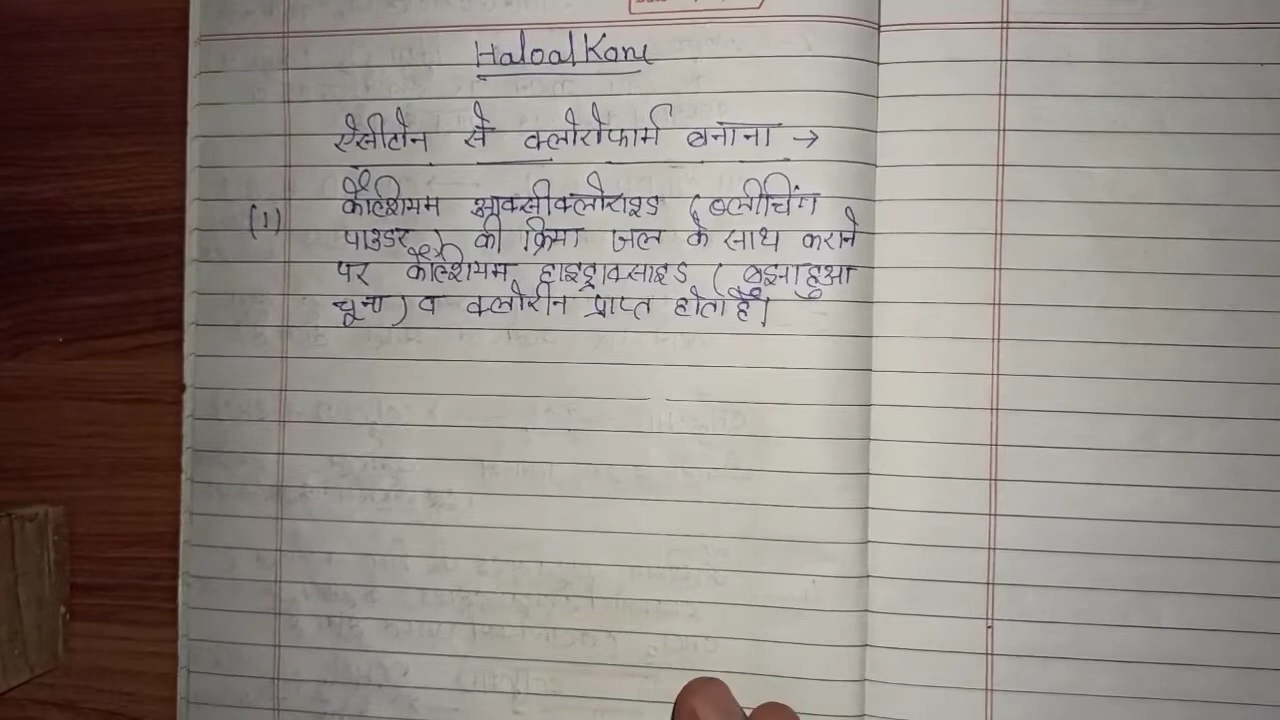 Haloalkane
ऐसीटोन से क्लोरोफार्म बनाना →
(1) कैल्शियम आक्सीक्लोराइड (ब्लीचिंग
पाउडर) की क्रिया जल के साथ कराने
पर कैल्शियम हाइड्राक्साइड (बुझा हुआ
चूना) व क्लोरीन प्राप्त होता है।